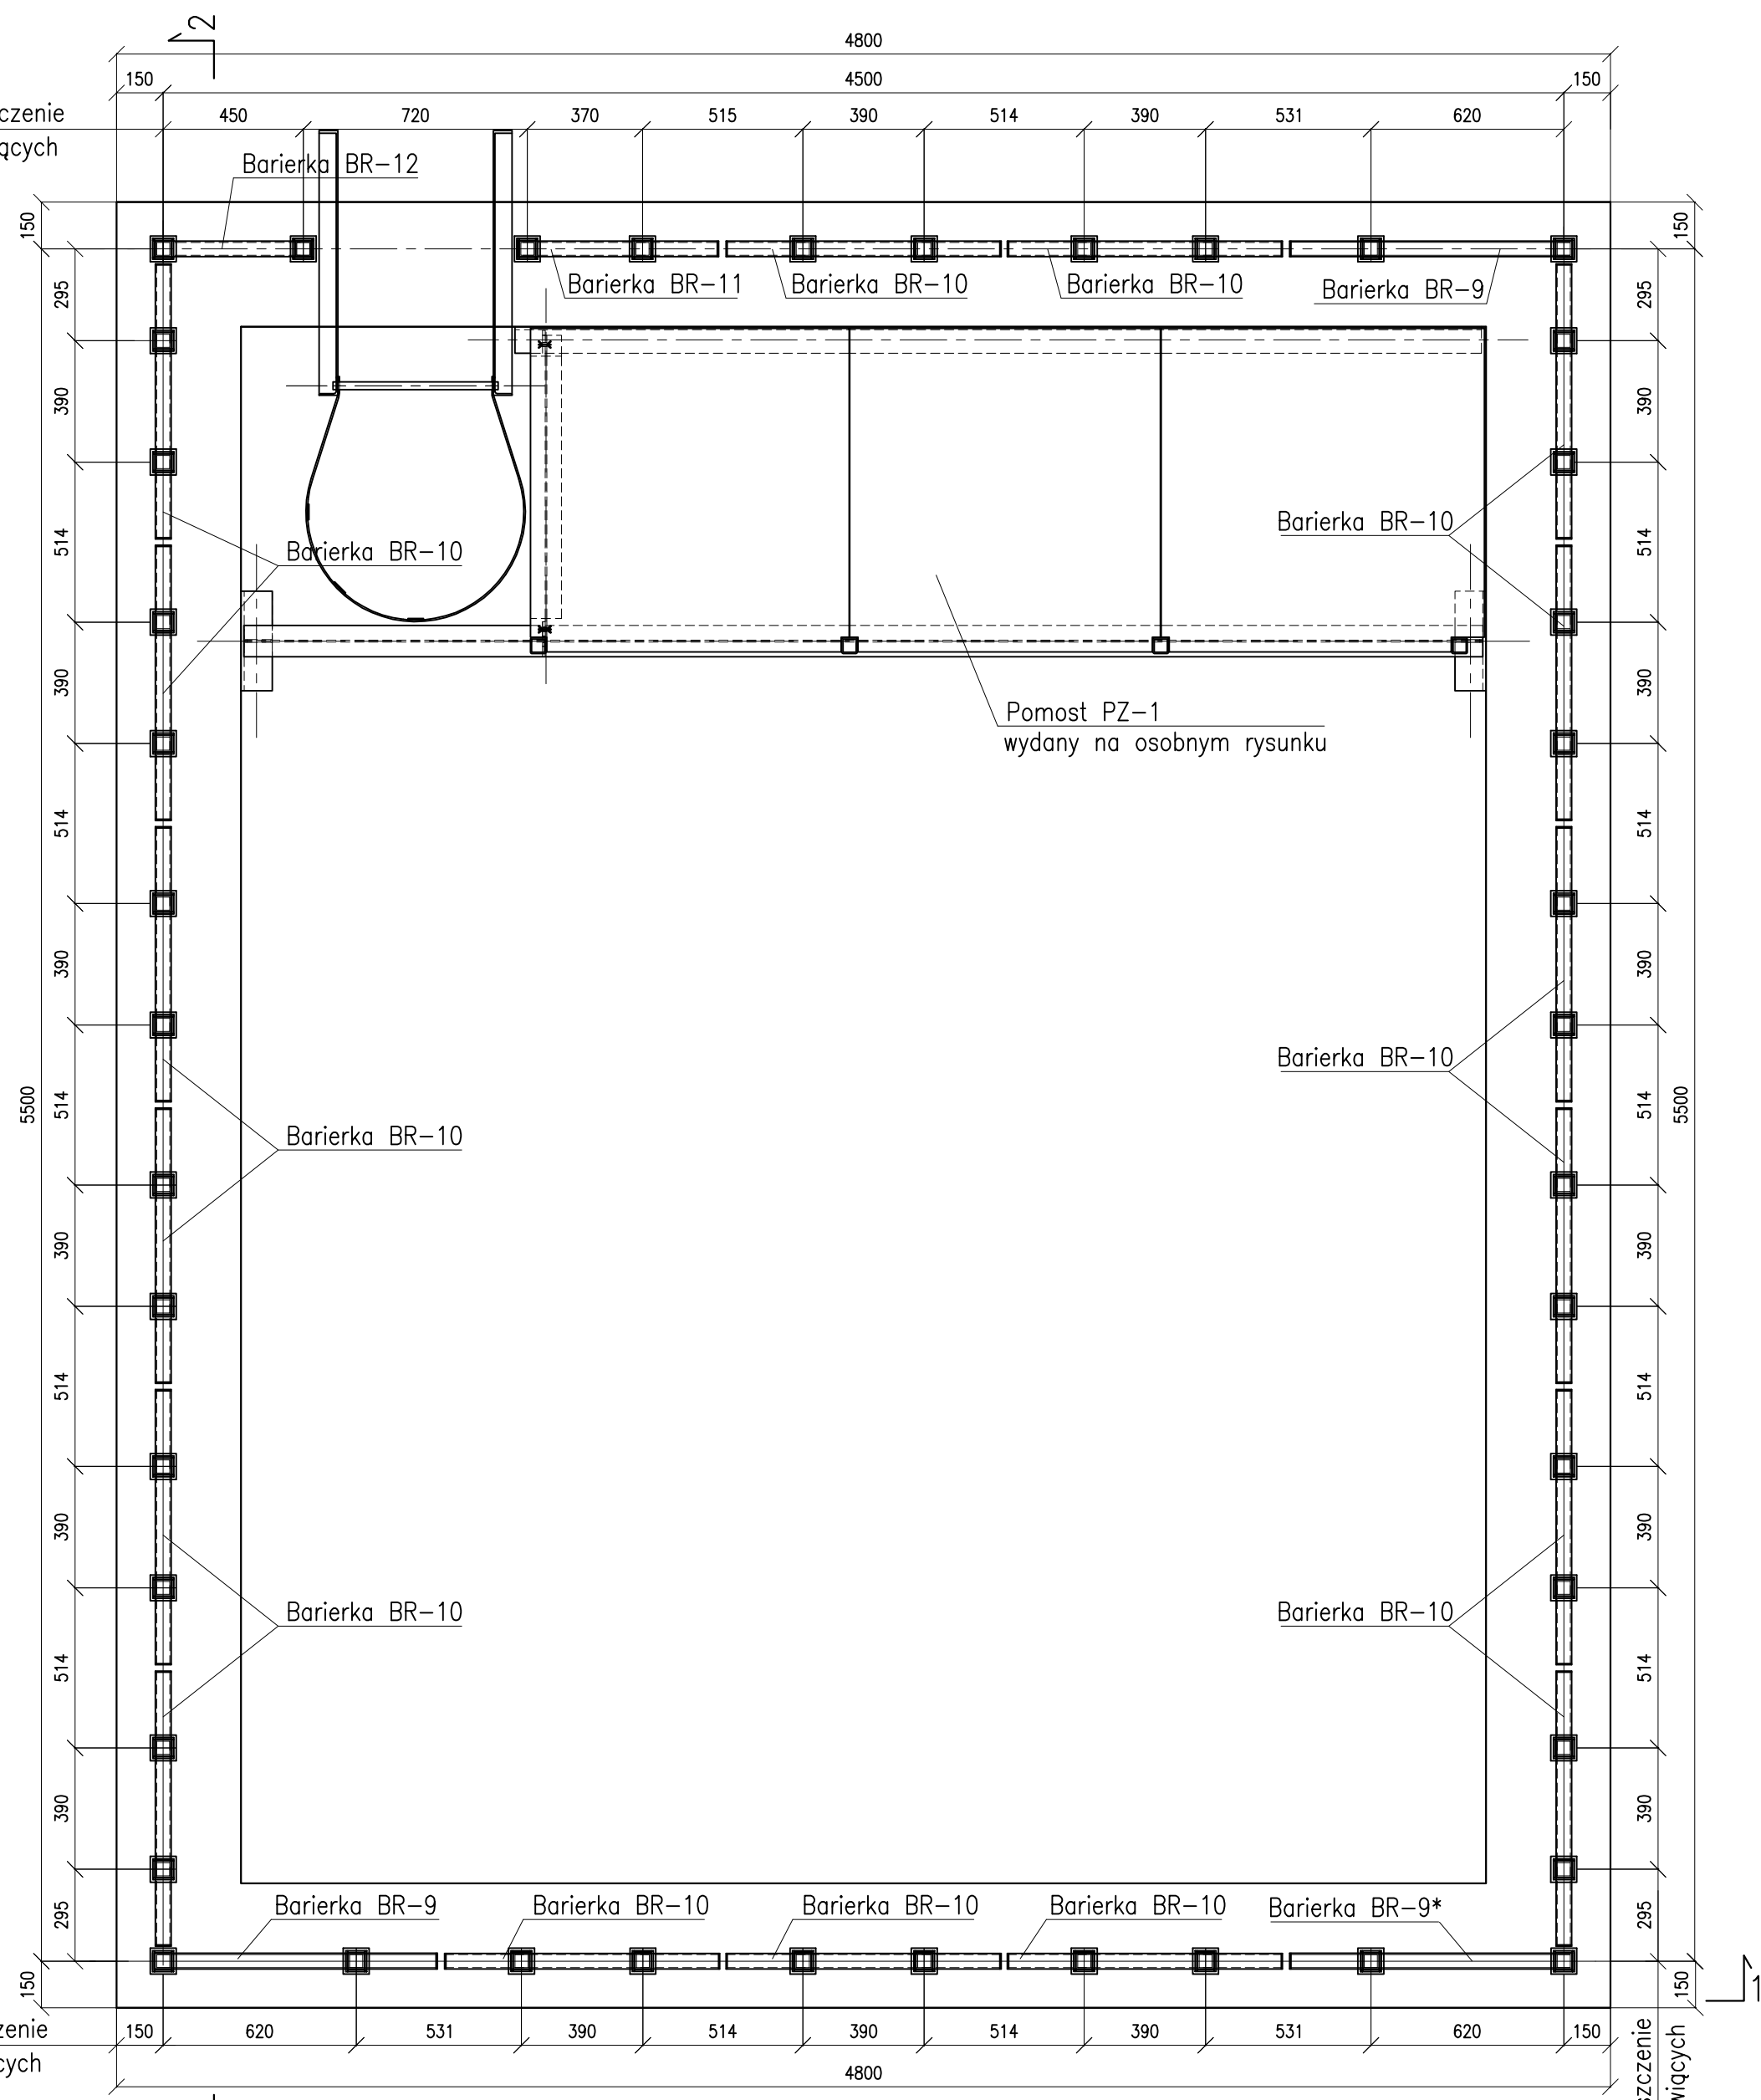 2
4800
150 4500 150
czenie 450 720 370 515 390 514 390 531 620
ących
Barierka BR-12
150 150
Barierka BR-11 Barierka BR-10 Barierka BR-10 Barierka BR-9
295 295
390 390
Barierka BR-10
514 514
Barierka BR-10
390 390
Pomost PZ-1
wydany na osobnym rysunku
514 514
390 390
Barierka BR-10
5500 514 514 5500
Barierka BR-10
390 390
514 514
390 390
Barierka BR-10 Barierka BR-10
514 514
390 390
Barierka BR-9 Barierka BR-10 Barierka BR-10 Barierka BR-10 Barierka BR-9*
295 295
150 150
1
zenie 150 620 531 390 514 390 514 390 531 620 150
cych
4800
szczenie
wiących